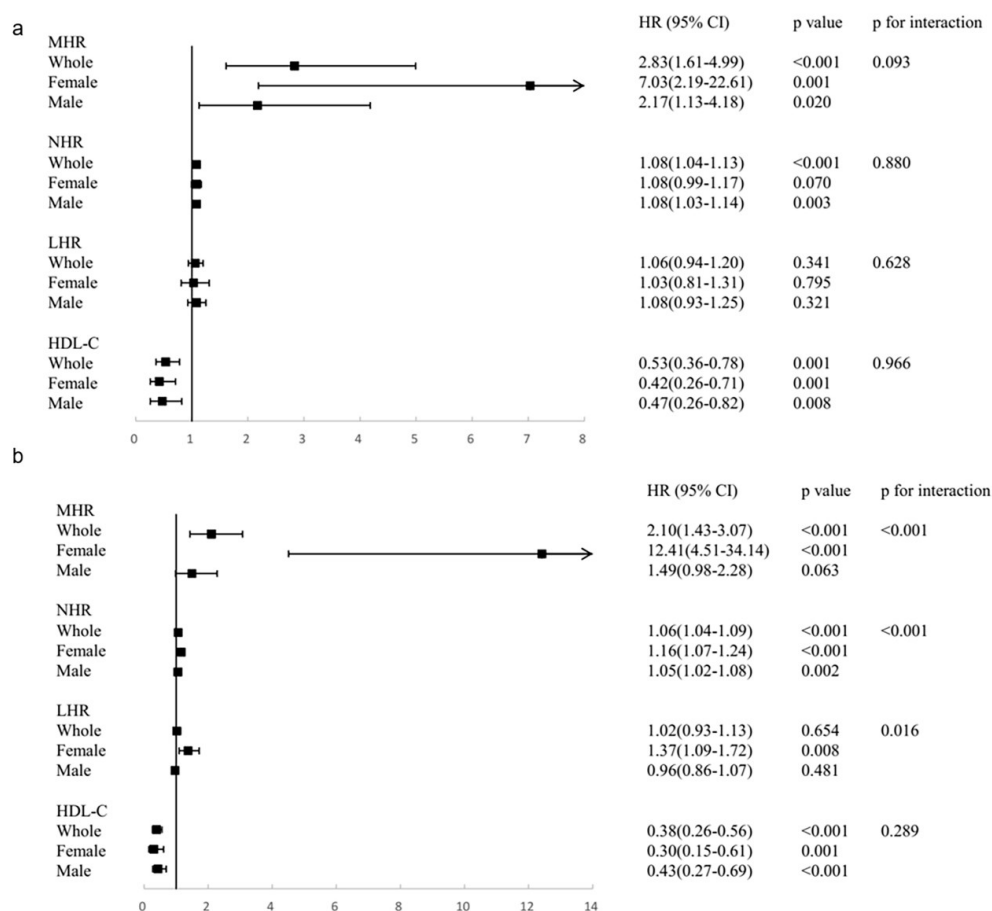 a
HR (95% CI) p value p for interaction
MHR
Whole 2.83(1.61-4.99) <0.001 0.093
Female 7.03(2.19-22.61) 0.001
Male 2.17(1.13-4.18) 0.020
NHR
Whole 1.08(1.04-1.13) <0.001 0.880
Female 1.08(0.99-1.17) 0.070
Male 1.08(1.03-1.14) 0.003
LHR
Whole 1.06(0.94-1.20) 0.341 0.628
Female 1.03(0.81-1.31) 0.795
Male 1.08(0.93-1.25) 0.321
HDL-C
Whole 0.53(0.36-0.78) 0.001 0.966
Female 0.42(0.26-0.71) 0.001
Male 0.47(0.26-0.82) 0.008
0 1 2 3 4 5 6 7 8
b
HR (95% CI) p value p for interaction
MHR
Whole 2.10(1.43-3.07) <0.001 <0.001
Female 12.41(4.51-34.14) <0.001
Male 1.49(0.98-2.28) 0.063
NHR
Whole 1.06(1.04-1.09) <0.001 <0.001
Female 1.16(1.07-1.24) <0.001
Male 1.05(1.02-1.08) 0.002
LHR
Whole 1.02(0.93-1.13) 0.654 0.016
Female 1.37(1.09-1.72) 0.008
Male 0.96(0.86-1.07) 0.481
HDL-C
Whole 0.38(0.26-0.56) <0.001 0.289
Female 0.30(0.15-0.61) 0.001
Male 0.43(0.27-0.69) <0.001
0 2 4 6 8 10 12 14